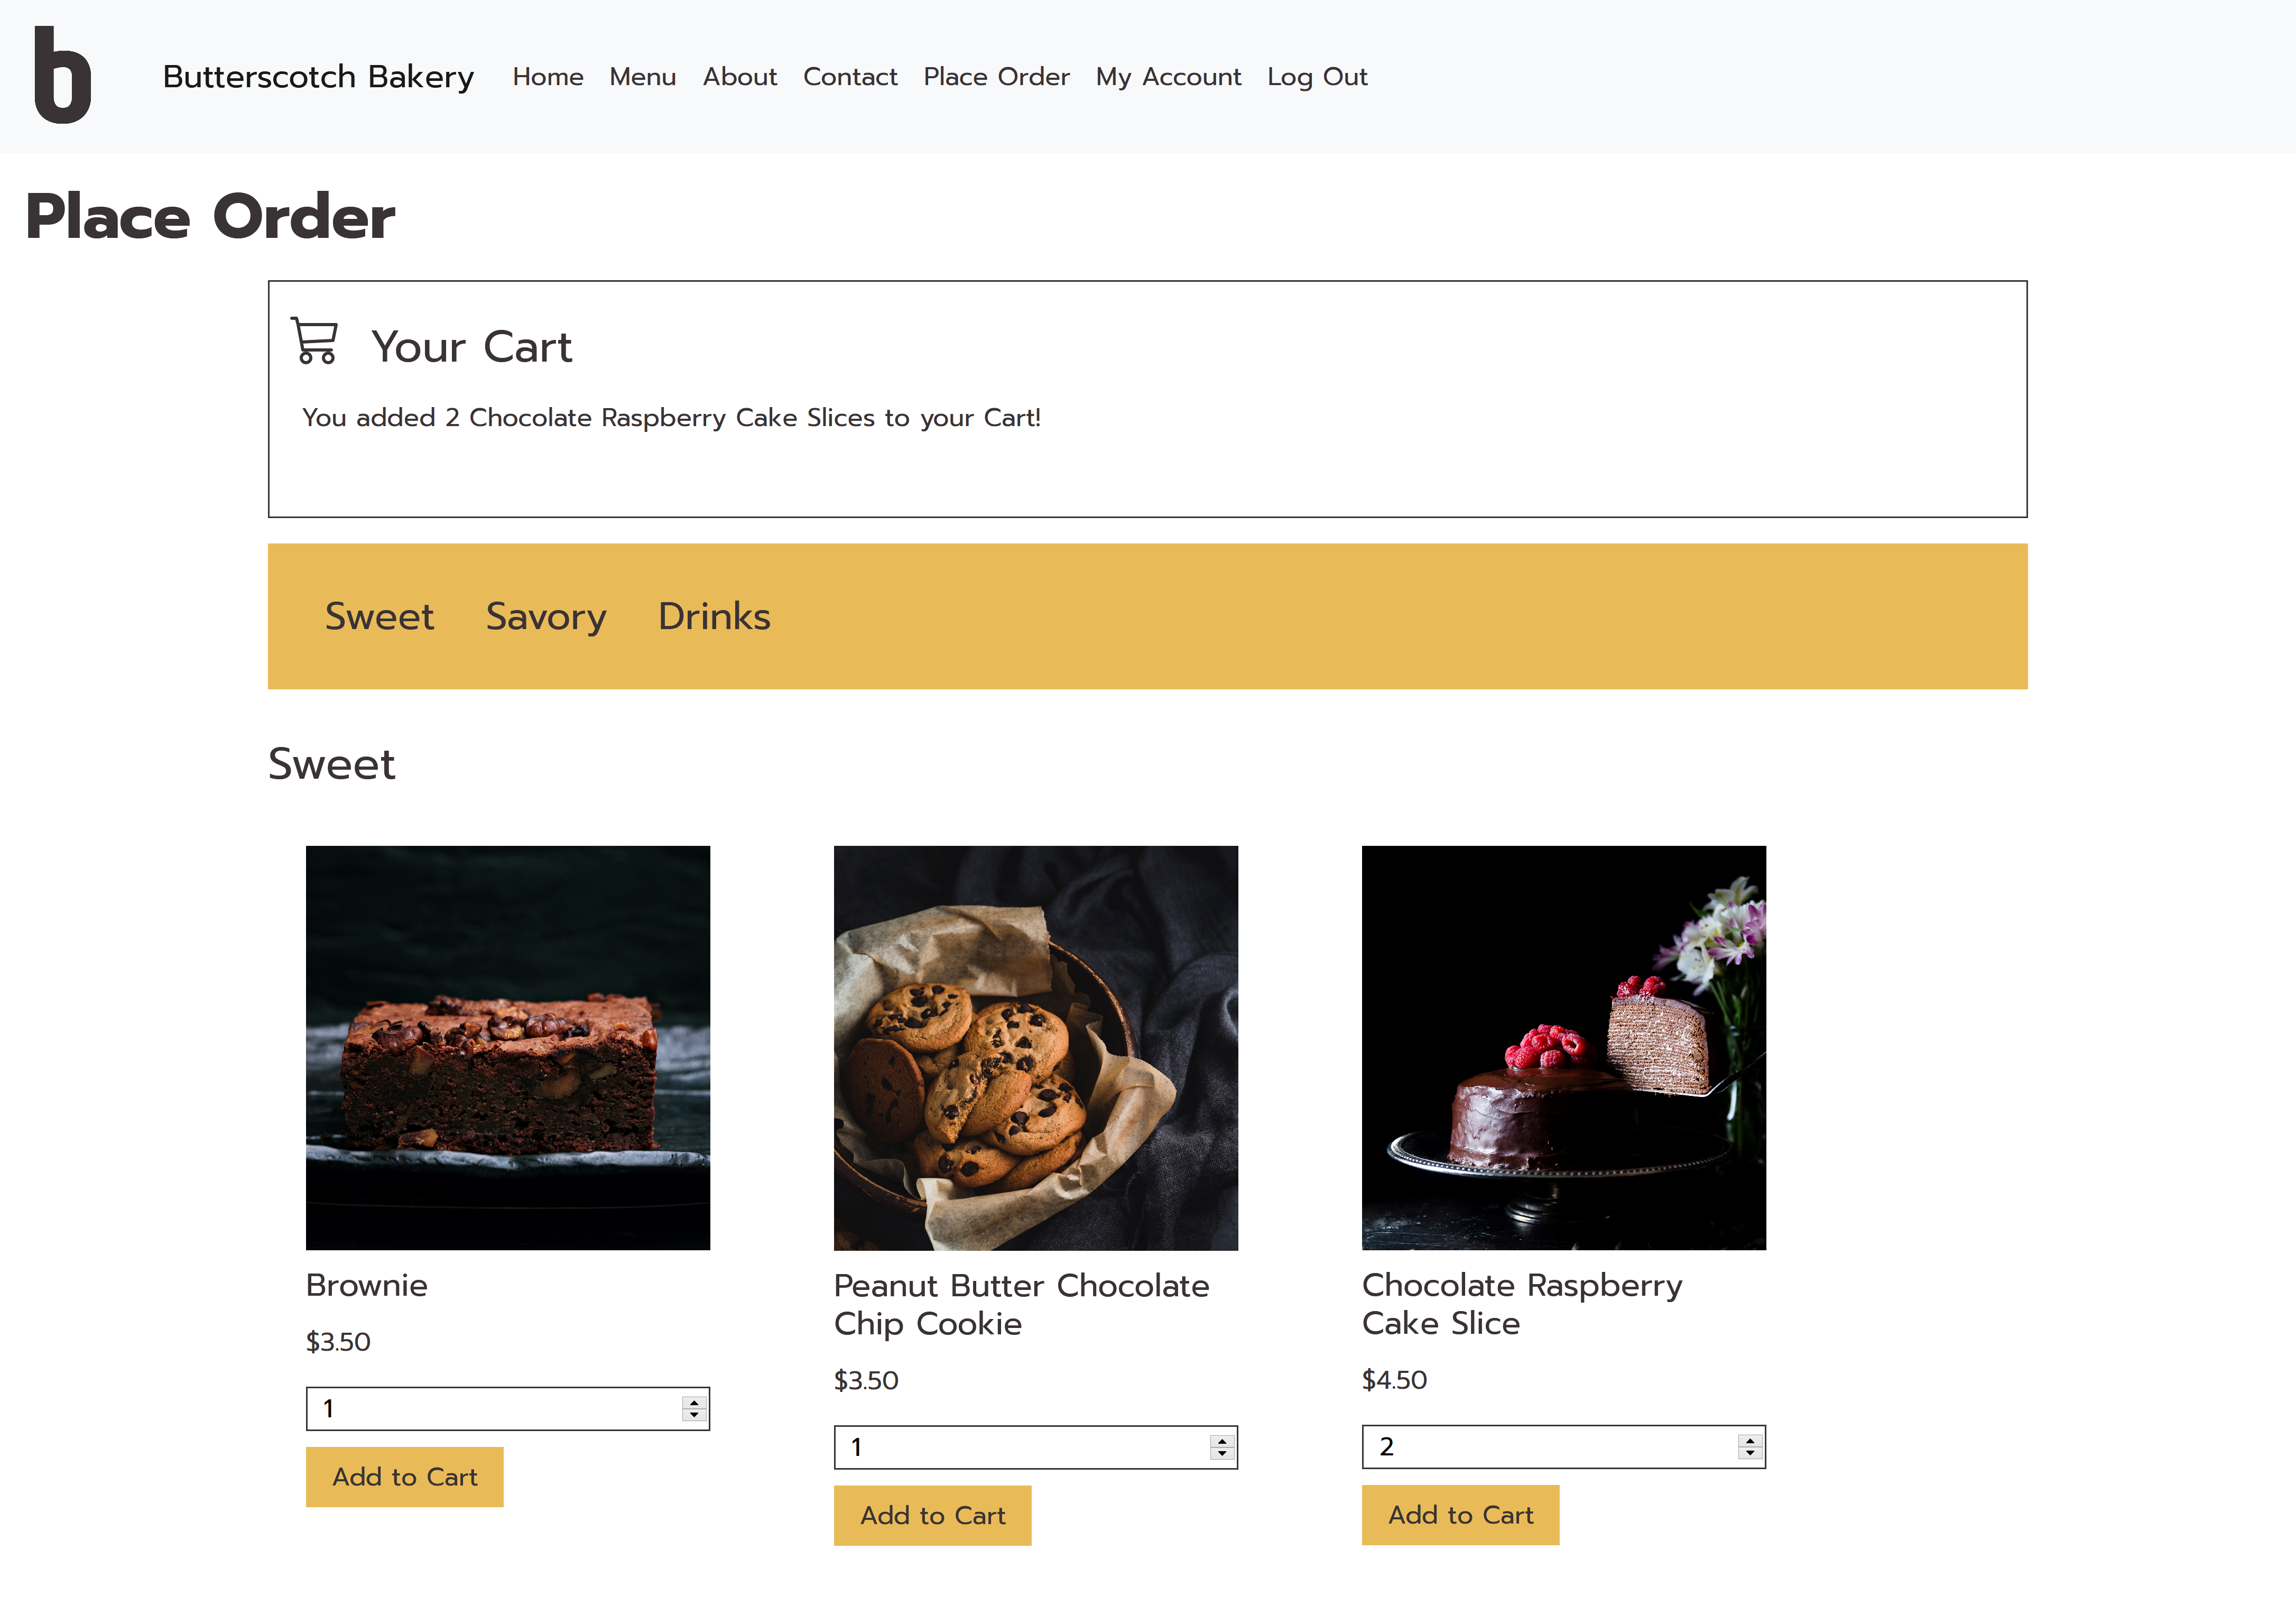 b
Butterscotch Bakery Home Menu About Contact Place Order My Account Log Out
Place Order
Your Cart
You added 2 Chocolate Raspberry Cake Slices to your Cart!
Sweet Savory Drinks
Sweet
Brownie
$3.50
1
Add to Cart
Peanut Butter Chocolate
Chip Cookie
$3.50
1
Add to Cart
Chocolate Raspberry
Cake Slice
$4.50
2
Add to Cart